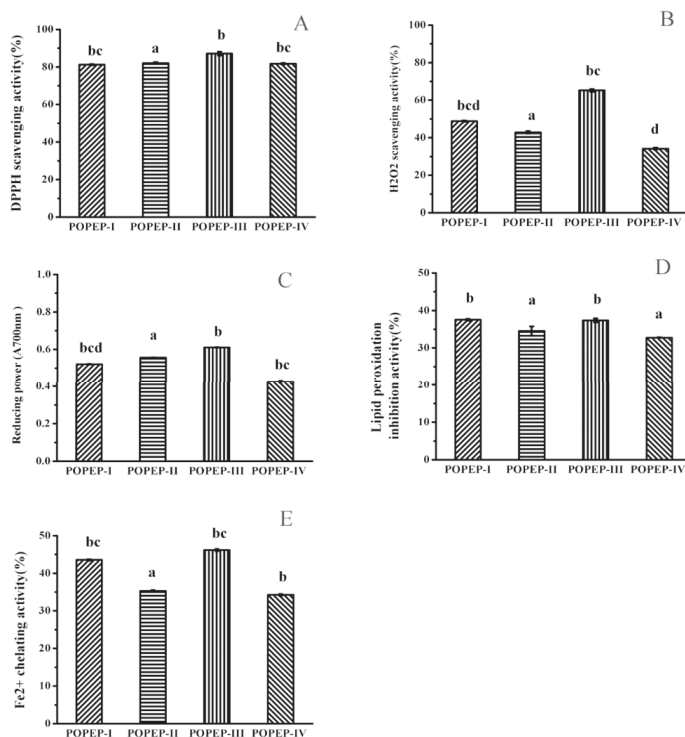 A
DPPH scavenging activity(%)
100
80
60
40
20
0
bc
a
b
bc
POPEP-I
POPEP-II
POPEP-III
POPEP-IV
B
H2O2 scavenging activity(%)
100
80
60
40
20
0
bcd
a
bc
d
POPEP-I
POPEP-II
POPEP-III
POPEP-IV
C
Reducing power (A700nm )
1.0
0.8
0.6
0.4
0.2
0.0
bcd
a
b
bc
POPEP-I
POPEP-II
POPEP-III
POPEP-IV
D
Lipid peroxidation
inhibition activity(%)
50
40
30
20
10
0
b
a
b
a
POPEP-I
POPEP-II
POPEP-III
POPEP-IV
E
Fe2+ chelating activity(%)
50
40
30
20
10
0
bc
a
bc
b
POPEP-I
POPEP-II
POPEP-III
POPEP-IV